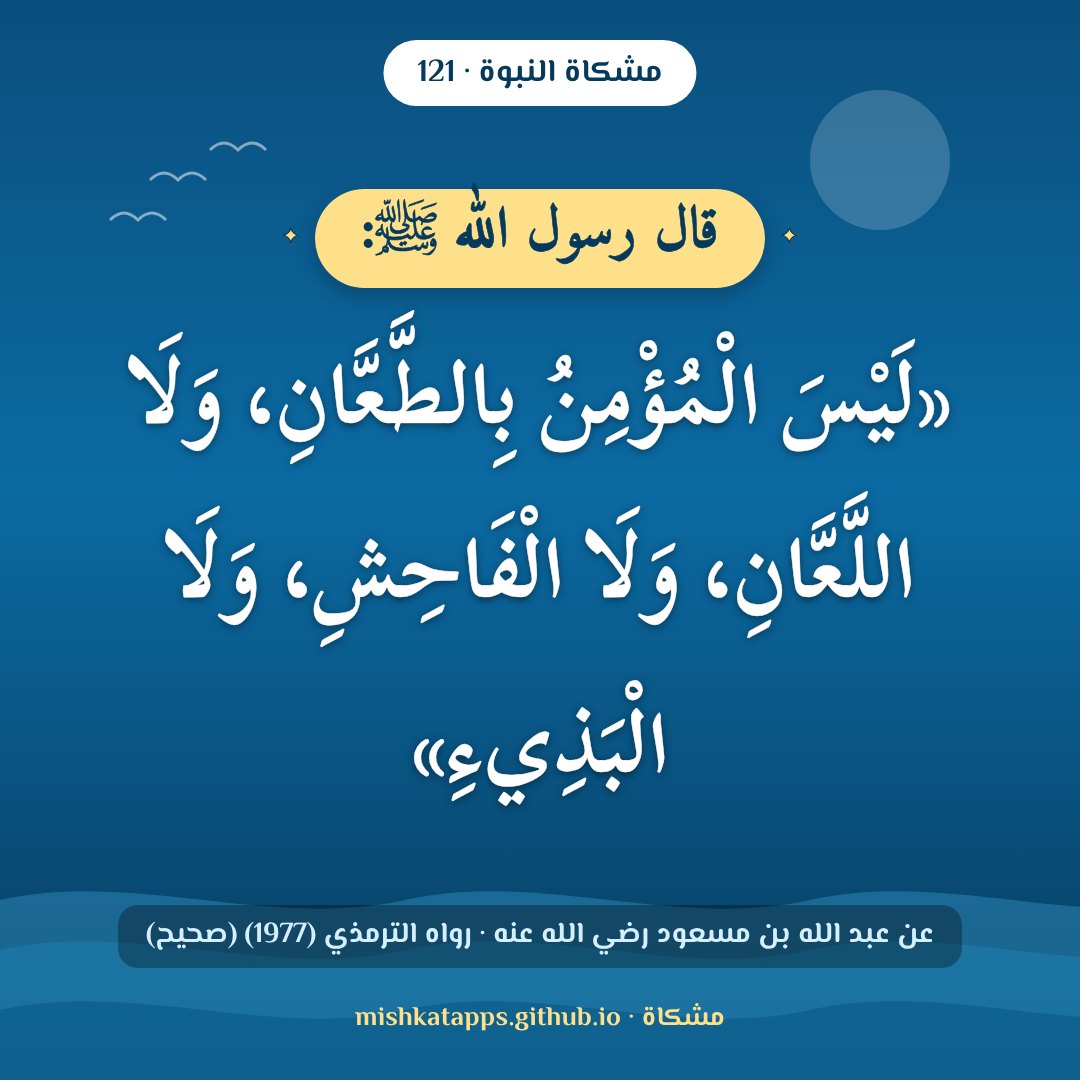 مشكاة النبوة · 121
قال رسول الله ﷺ:
«لَيْسَ الْمُؤْمِنُ بِالطَّعَّانِ، وَلَا
اللَّعَّانِ، وَلَا الْفَاحِشِ، وَلَا
الْبَذِيءِ»
عن عبد الله بن مسعود رضي الله عنه · رواه الترمذي (1977) (صحيح)
مشكاة · mishkatapps.github.io